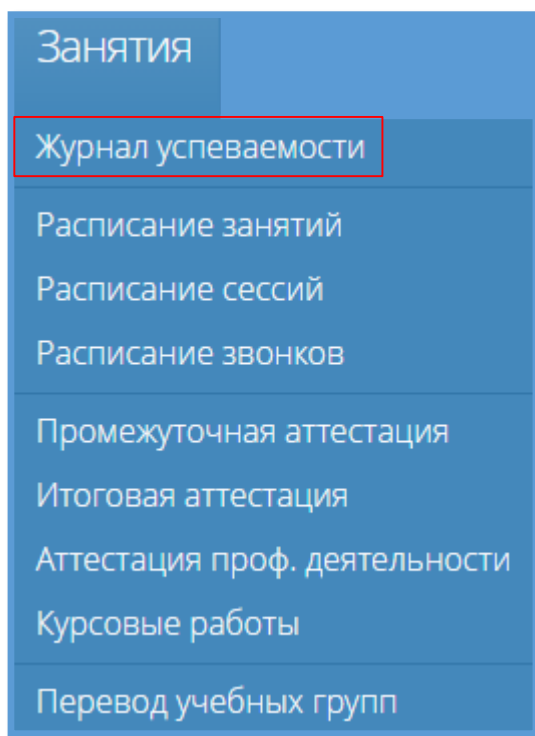 Занятия
Журнал успеваемости
Расписание занятий
Расписание сессий
Расписание звонков
Промежуточная аттестация
Итоговая аттестация
Аттестация проф. деятельности
Курсовые работы
Перевод учебных групп